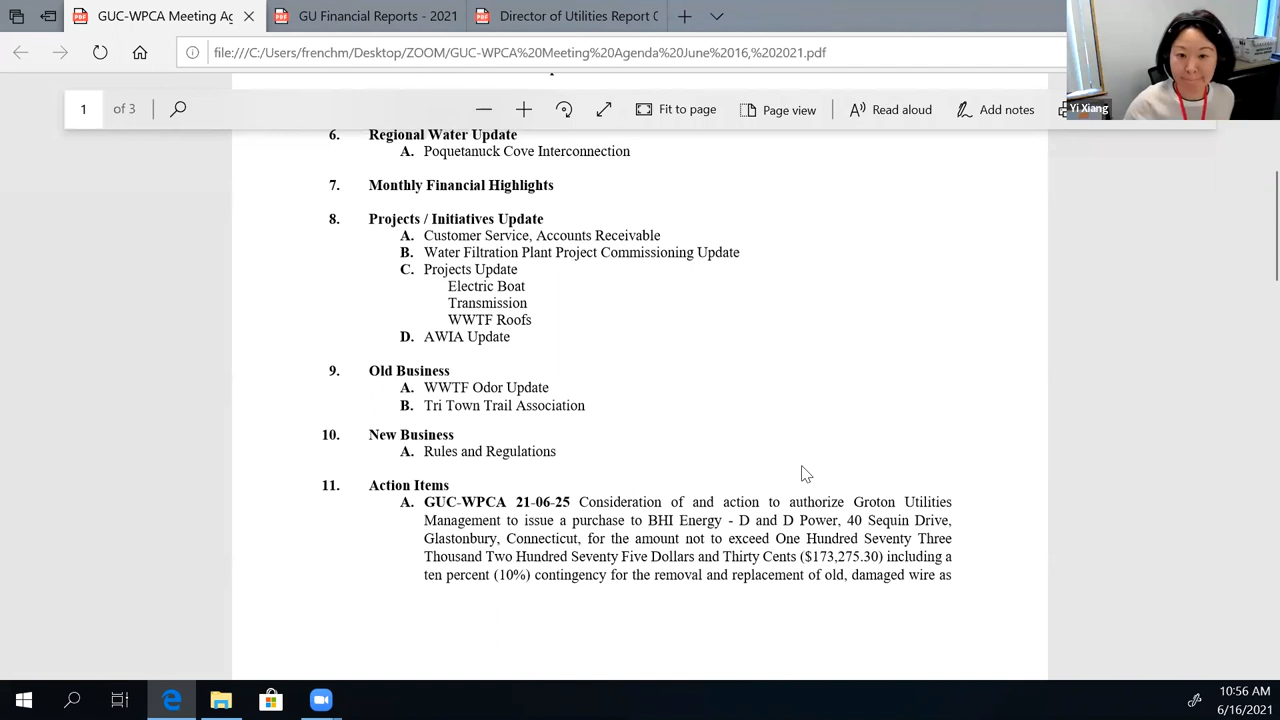 GUC-WPCA Meeting Ag
GU Financial Reports - 2021
Director of Utilities Report (
file:///C:/Users/frenchm/Desktop/ZOOM/GUC-WPCA%20Meeting%20Agenda%20June%2016,%202021.pdf
1 of 3
Fit to page
Page view
Read aloud
Add notes
Yi Xiang
6. Regional Water Update
A. Poquetanuck Cove Interconnection
7. Monthly Financial Highlights
8. Projects / Initiatives Update
A. Customer Service, Accounts Receivable
B. Water Filtration Plant Project Commissioning Update
C. Projects Update
Electric Boat
Transmission
WWTF Roofs
D. AWIA Update
9. Old Business
A. WWTF Odor Update
B. Tri Town Trail Association
10. New Business
A. Rules and Regulations
11. Action Items
A. GUC-WPCA 21-06-25 Consideration of and action to authorize Groton Utilities
Management to issue a purchase to BHI Energy - D and D Power, 40 Sequin Drive,
Glastonbury, Connecticut, for the amount not to exceed One Hundred Seventy Three
Thousand Two Hundred Seventy Five Dollars and Thirty Cents ($173,275.30) including a
ten percent (10%) contingency for the removal and replacement of old, damaged wire as
10:56 AM
6/16/2021